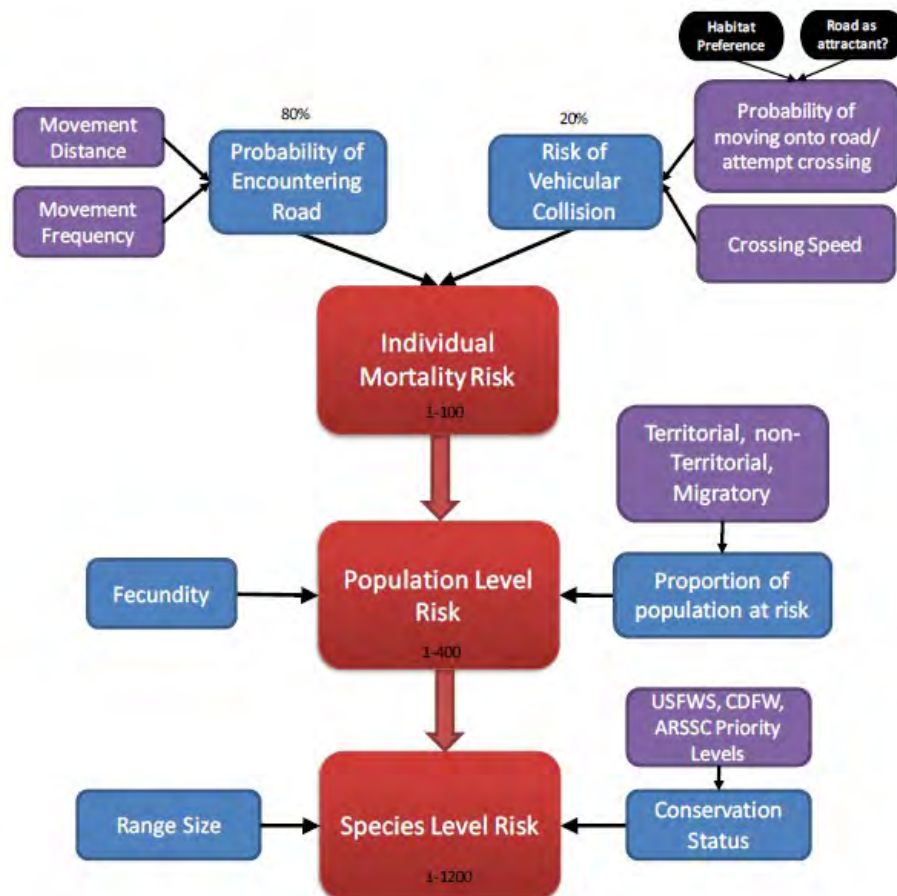 Habitat
Preference
Road as
attractant?
Movement
Distance
80%
Probability of
Encountering
Road
20%
Risk of
Vehicular
Collision
Probability of
moving onto road/
attempt crossing
Movement
Frequency
Crossing Speed
Individual
Mortality Risk
1-100
Territorial, non-
Territorial,
Migratory
Fecundity
Population Level
Risk
1-400
Proportion of
population at risk
USFWS, CDFW,
ARSSC Priority
Levels
Range Size
Species Level Risk
1-1200
Conservation
Status